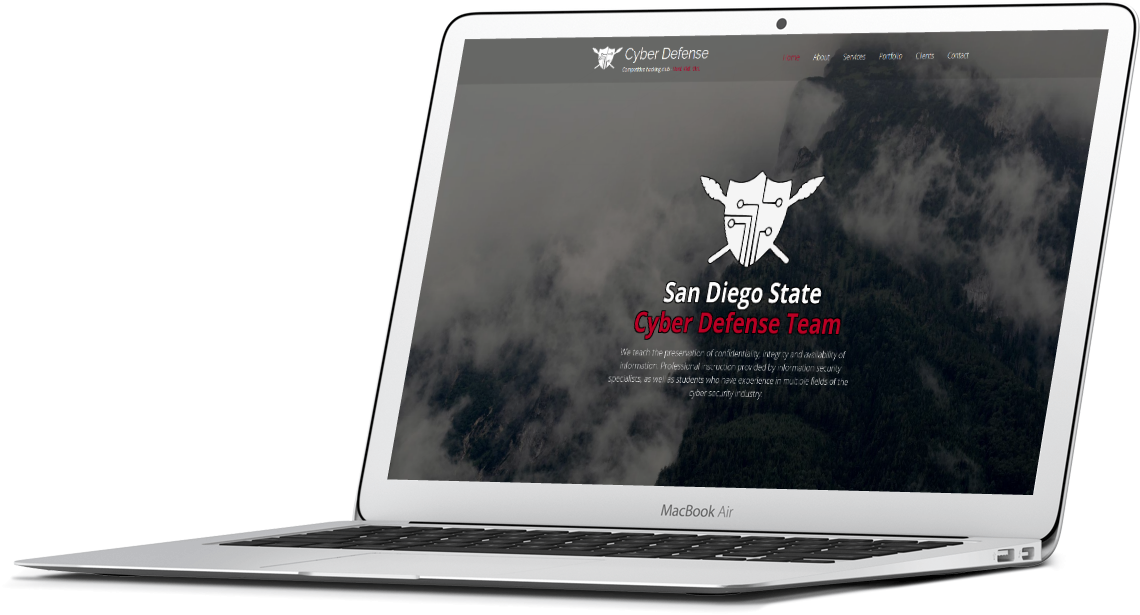 Cyber Defense
Home About Services Portfolio Clients Contact
Competitive hacking club
San Diego State
Cyber Defense Team
We teach the preservation of confidentiality, integrity and availability of
information. Professional instruction provided by information security
specialists, as well as students who have experience in multiple fields of the
cyber security industry.
MacBook Air